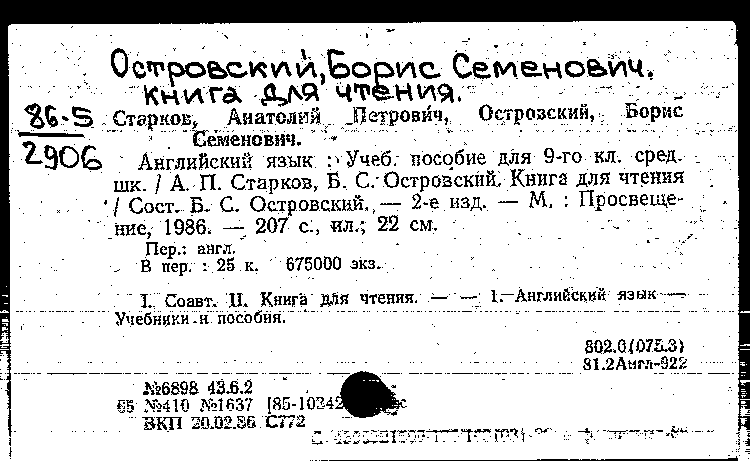 Островский, Борис Семенович.
Книга для чтения.
86-5
2906
Старков, Анатолий Петрович, Островский, Борис
Семенович.
Английский язык : Учеб. пособие для 9-го кл. сред.
шк. / А. П. Старков, Б. С. Островский. Книга для чтения
/ Сост. Б. С. Островский. — 2-е изд. — М. : Просвеще-
ние, 1986. — 207 с., ил.; 22 см.
Пер.: англ.
В пер. : 25 к. 675000 экз.
I. Соавт. II. Книга для чтения. — — 1. Английский язык —
Учебники и пособия.
802.0(075.3)
81.2Англ-922
№6898 43.6.2
65 №410 №1637 [85-10342
ВКП 20.02.86 С772